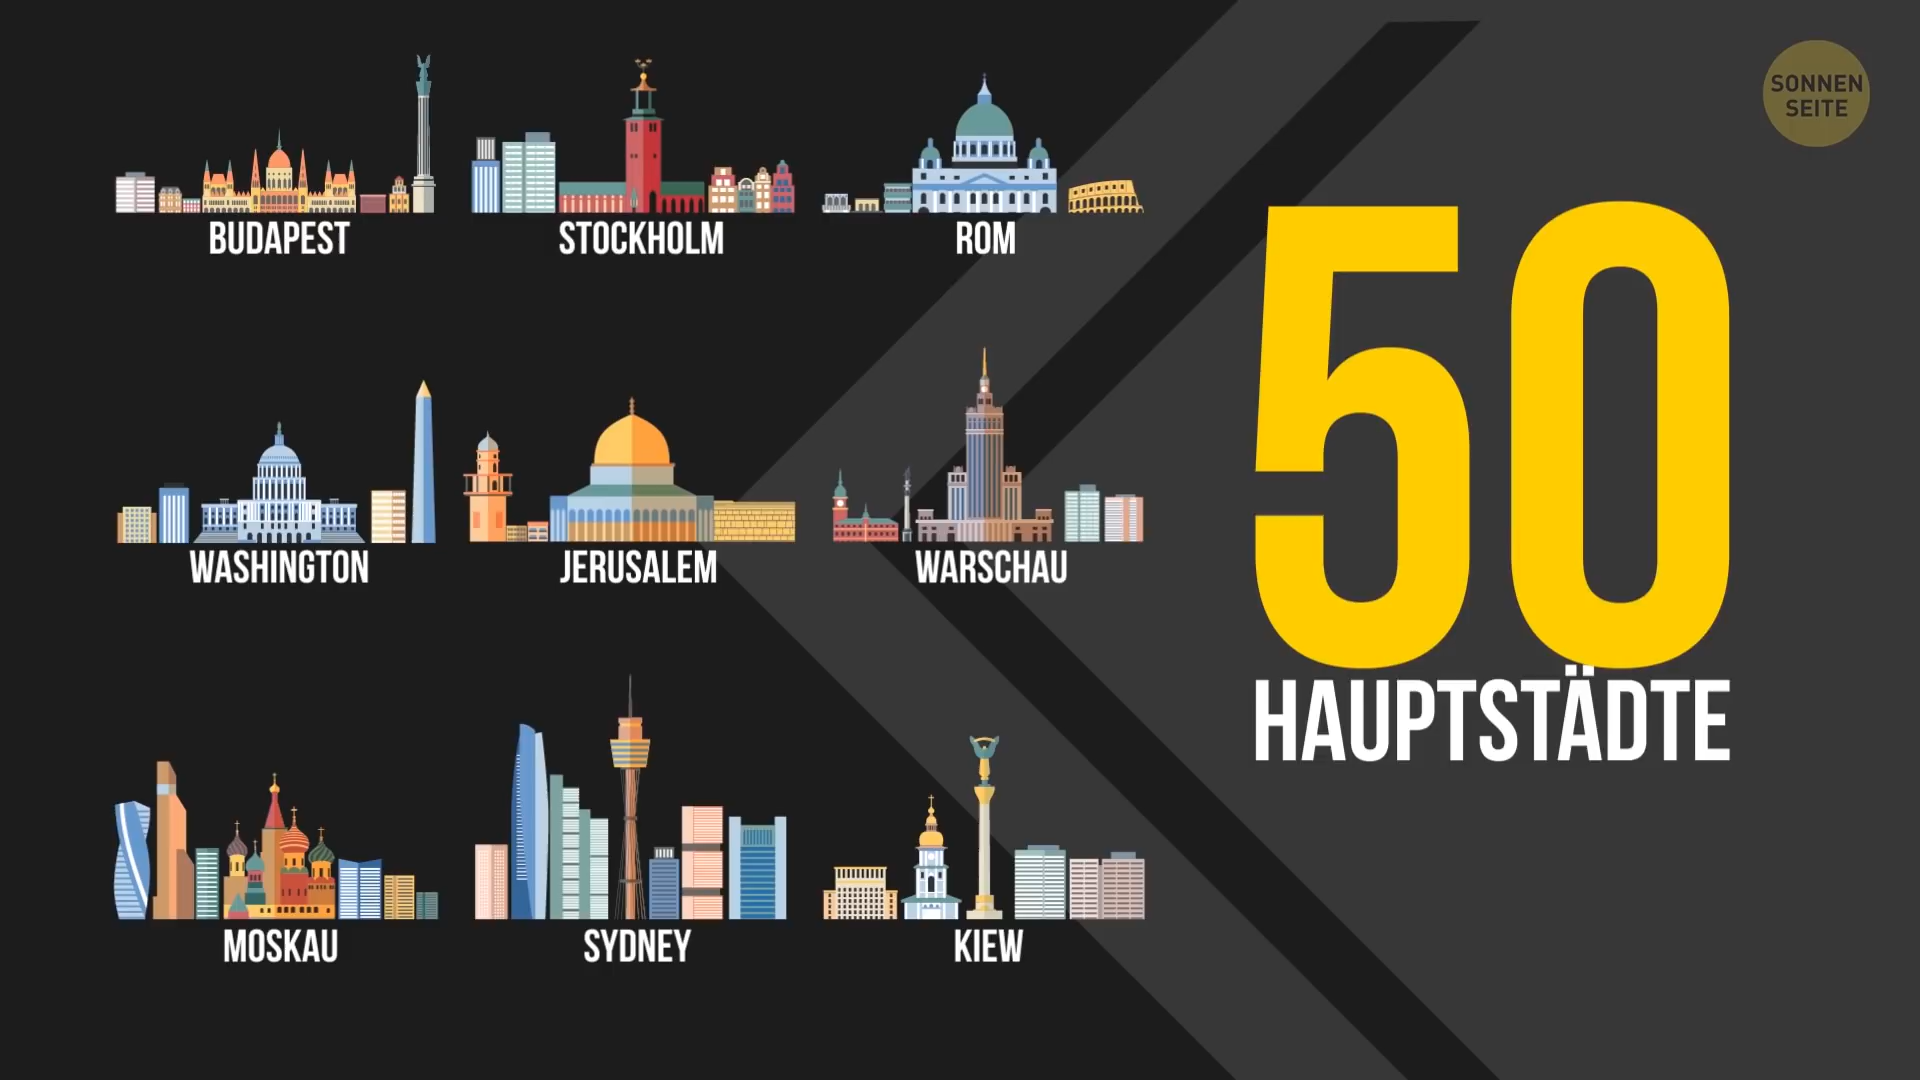 BUDAPEST
STOCKHOLM
ROM
WASHINGTON
JERUSALEM
WARSCHAU
MOSKAU
SYDNEY
KIEW
50
HAUPTSTÄDTE
SONNEN
SEITE